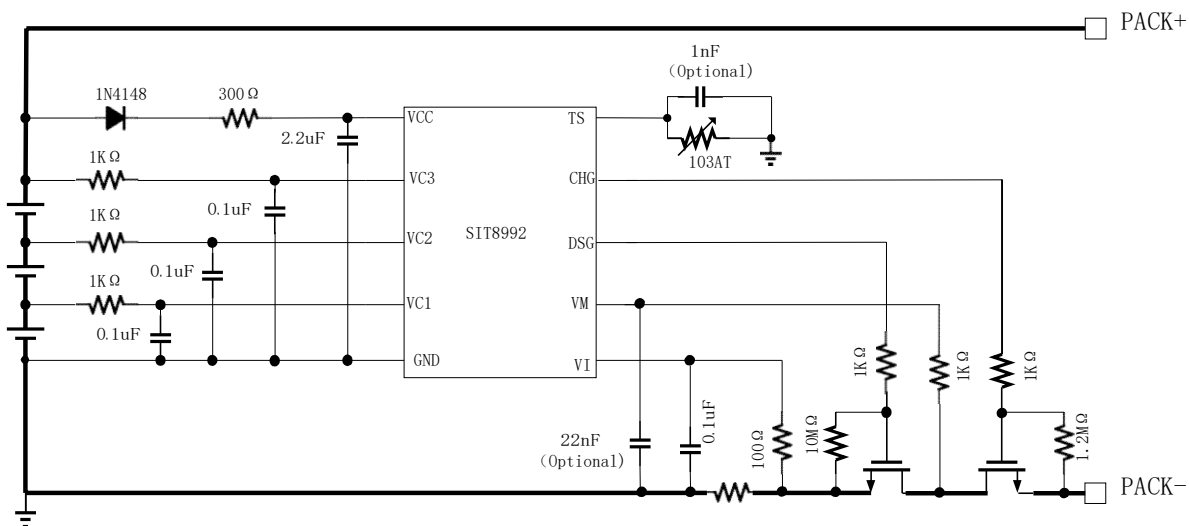 PACK+
1nF
(Optional)
1N4148
300Ω
VCC
TS
2.2uF
103AT
1KΩ
VC3
CHG
0.1uF
1KΩ
SIT8992
VC2
DSG
0.1uF
1KΩ
VC1
VM
0.1uF
GND
VI
1KΩ
1KΩ
1KΩ
0.1uF
22nF
(Optional)
100Ω
10MΩ
1.2MΩ
PACK-